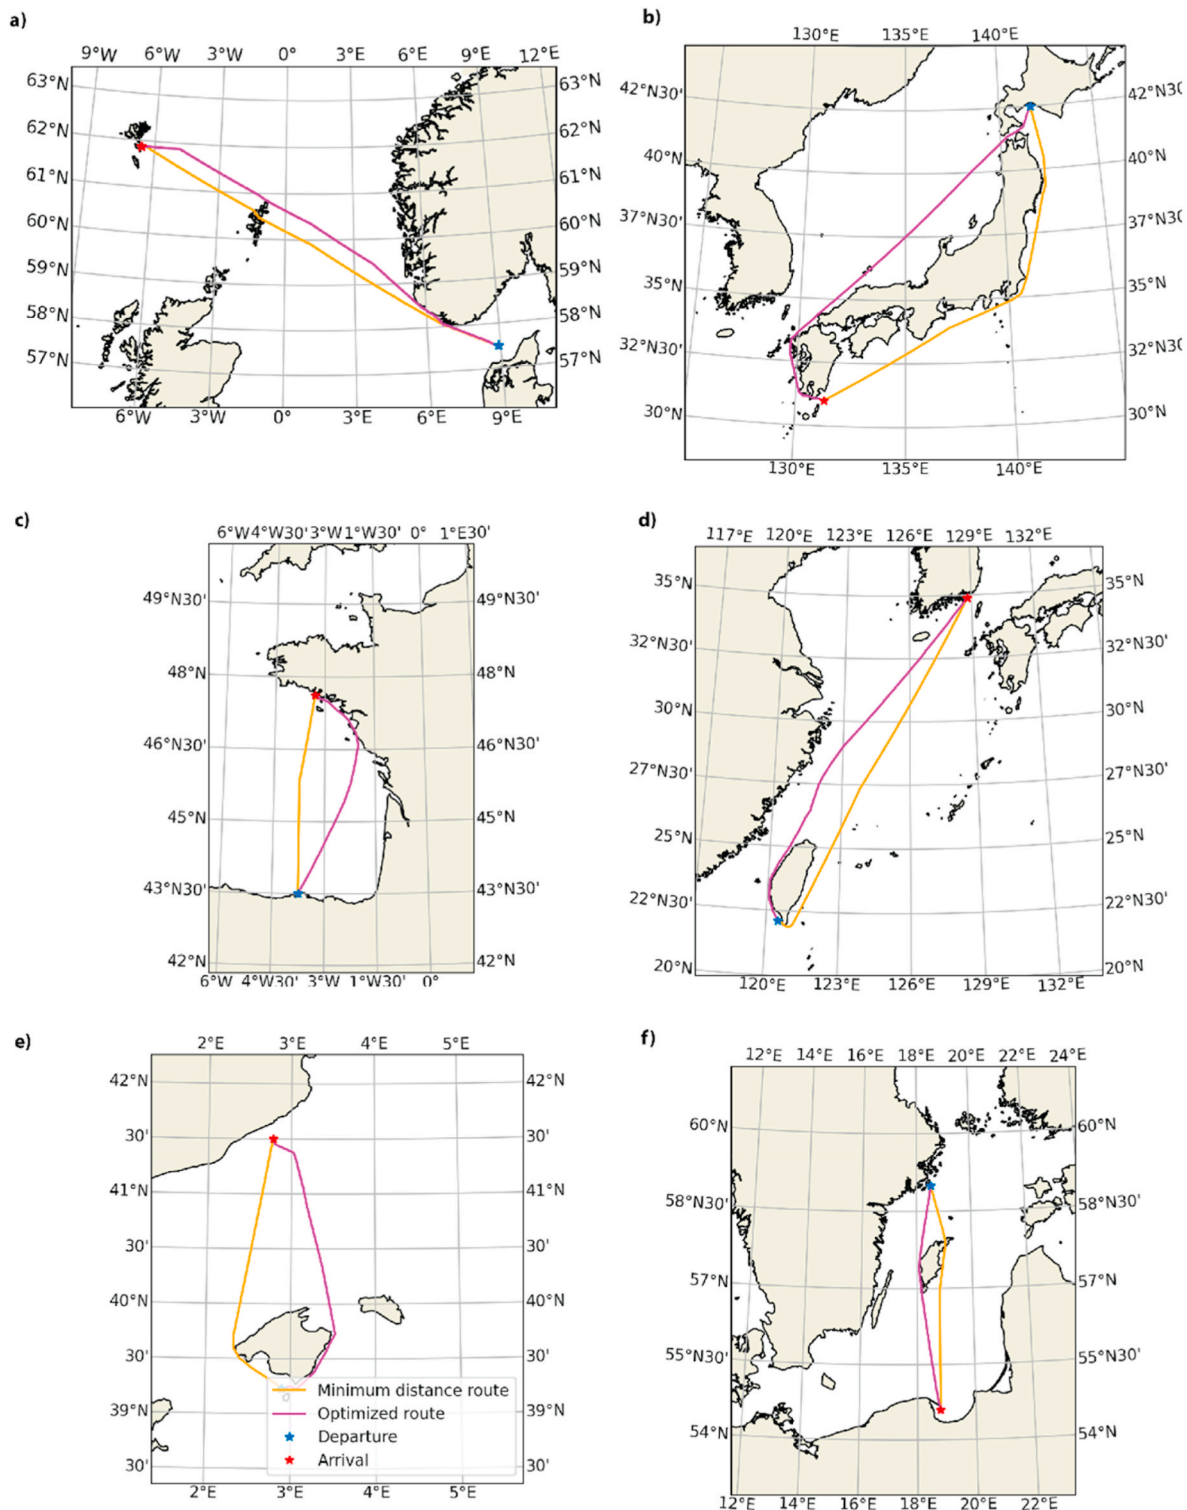 a)
9°W 6°W 3°W 0° 3°E 6°E 9°E 12°E
63°N 63°N
62°N 62°N
61°N 61°N
60°N 60°N
59°N 59°N
58°N 58°N
57°N 57°N
6°W 3°W 0° 3°E 6°E 9°E
b)
130°E 135°E 140°E
42°N30' 42°N30'
40°N 40°N
37°N30' 37°N30'
35°N 35°N
32°N30' 32°N30'
30°N 30°N
130°E 135°E 140°E
c)
6°W4°W30'3°W1°W30' 0° 1°E30'
49°N30' 49°N30'
48°N 48°N
46°N30' 46°N30'
45°N 45°N
43°N30' 43°N30'
42°N 42°N
6°W 4°W30'3°W1°W30' 0°
d)
117°E 120°E 123°E 126°E 129°E 132°E
35°N 35°N
32°N30' 32°N30'
30°N 30°N
27°N30' 27°N30'
25°N 25°N
22°N30' 22°N30'
20°N 20°N
120°E 123°E 126°E 129°E 132°E
e)
2°E 3°E 4°E 5°E
42°N 42°N
30' 30'
41°N 41°N
30' 30'
40°N 40°N
30' 30'
39°N 39°N
30' 30'
2°E 3°E 4°E 5°E
Minimum distance route
Optimized route
Departure
Arrival
f)
12°E 14°E 16°E 18°E 20°E 22°E 24°E
60°N 60°N
58°N30' 58°N30'
57°N 57°N
55°N30' 55°N30'
54°N 54°N
12°E 14°E 16°E 18°E 20°E 22°E